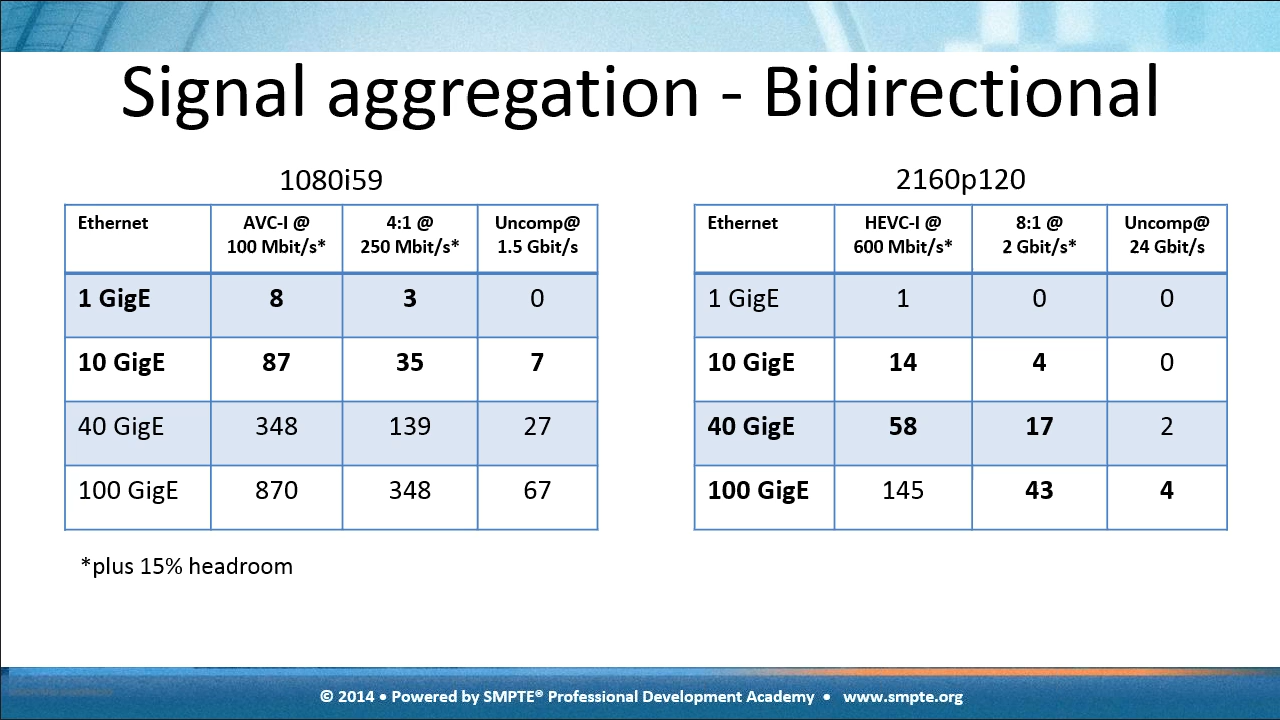 Signal aggregation - Bidirectional
1080i59
Ethernet AVC-I @ 100 Mbit/s* 4:1 @ 250 Mbit/s* Uncomp@ 1.5 Gbit/s
1 GigE 8 3 0
10 GigE 87 35 7
40 GigE 348 139 27
100 GigE 870 348 67
*plus 15% headroom
2160p120
Ethernet HEVC-I @ 600 Mbit/s* 8:1 @ 2 Gbit/s* Uncomp@ 24 Gbit/s
1 GigE 1 0 0
10 GigE 14 4 0
40 GigE 58 17 2
100 GigE 145 43 4
© 2014 • Powered by SMPTE® Professional Development Academy • www.smpte.org